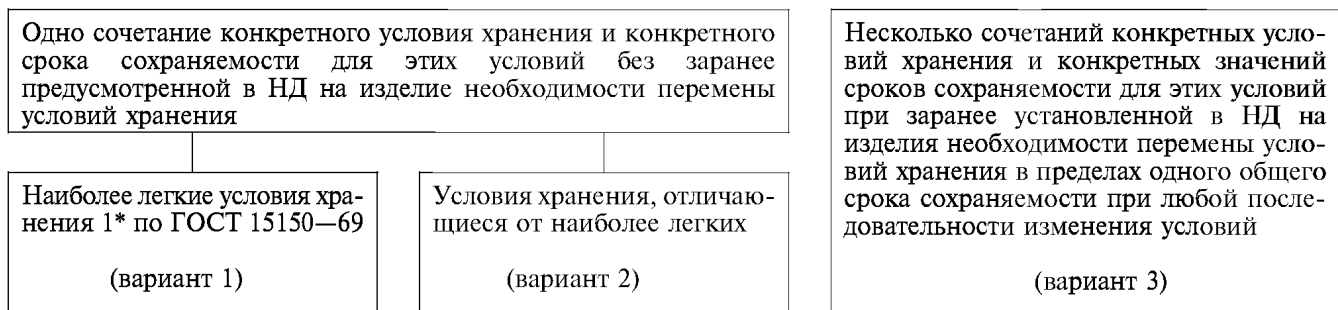 Одно сочетание конкретного условия хранения и конкретного
срока сохраняемости для этих условий без заранее
предусмотренной в НД на изделие необходимости перемены
условий хранения
Наиболее легкие условия хра-
нения 1* по ГОСТ 15150—69
(вариант 1)
Условия хранения, отличаю-
щиеся от наиболее легких
(вариант 2)
Несколько сочетаний конкретных усло-
вий хранения и конкретных значений
сроков сохраняемости для этих условий
при заранее установленной в НД на
изделия необходимости перемены усло-
вий хранения в пределах одного общего
срока сохраняемости при любой после-
довательности изменения условий
(вариант 3)